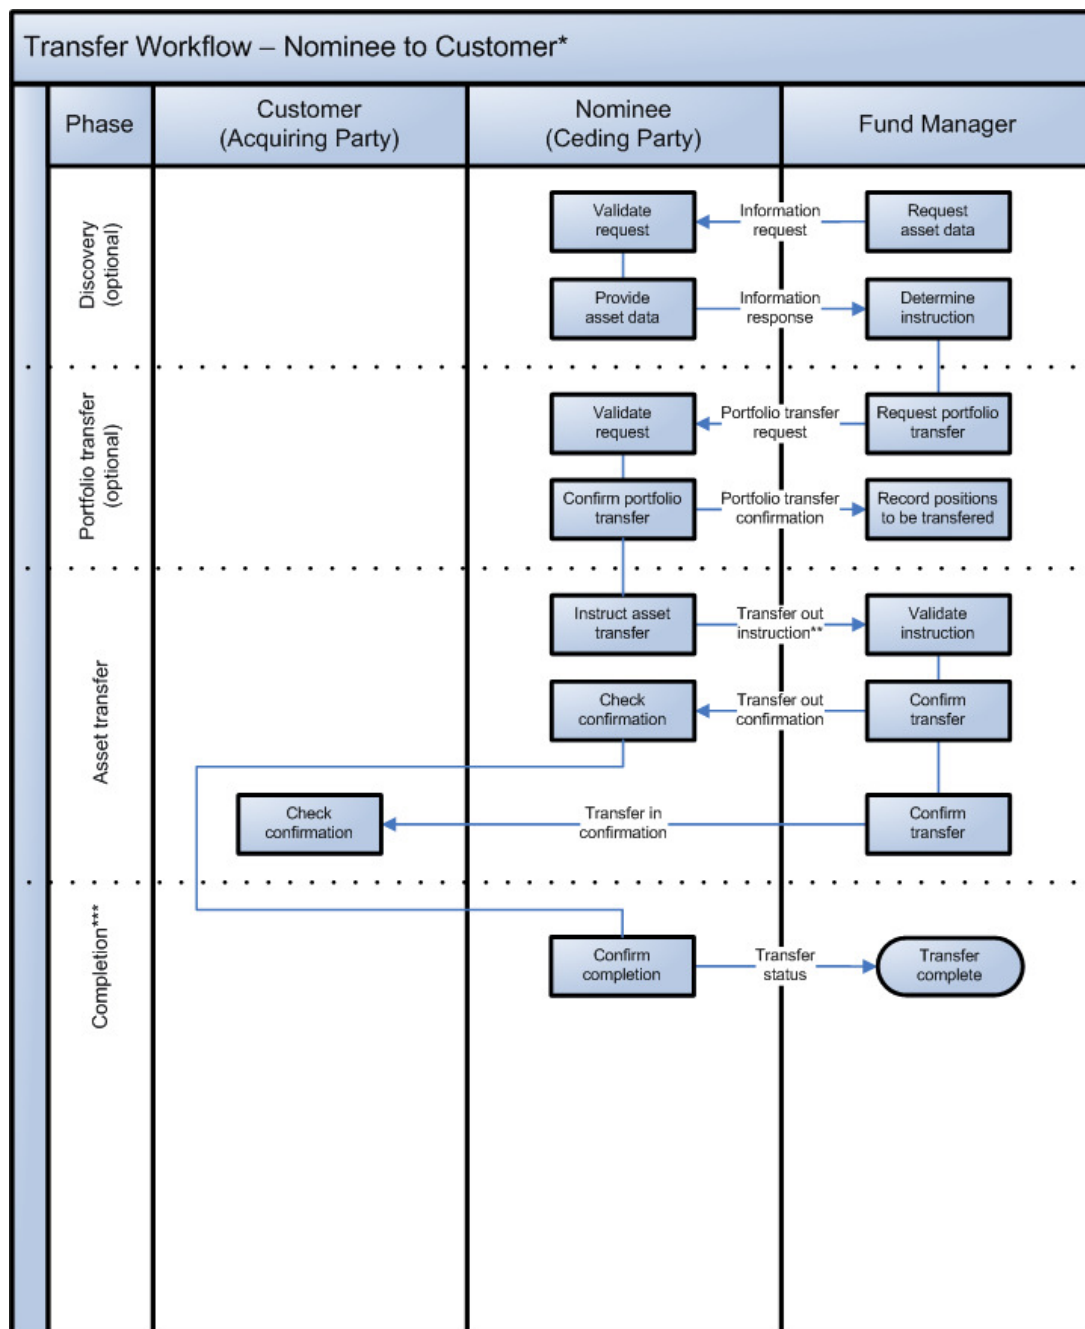 Transfer Workflow – Nominee to Customer*
Phase
Customer
(Acquiring Party)
Nominee
(Ceding Party)
Fund Manager
Discovery
(optional)
Validate
request
Information
request
Request
asset data
Provide
asset data
Information
response
Determine
instruction
Portfolio transfer
(optional)
Validate
request
Portfolio transfer
request
Request portfolio
transfer
Confirm portfolio
transfer
Portfolio transfer
confirmation
Record positions
to be transfered
Asset transfer
Instruct asset
transfer
Transfer out
instruction**
Validate
instruction
Check
confirmation
Transfer out
confirmation
Confirm
transfer
Check
confirmation
Transfer in
confirmation
Confirm
transfer
Completion***
Confirm
completion
Transfer
status
Transfer
complete